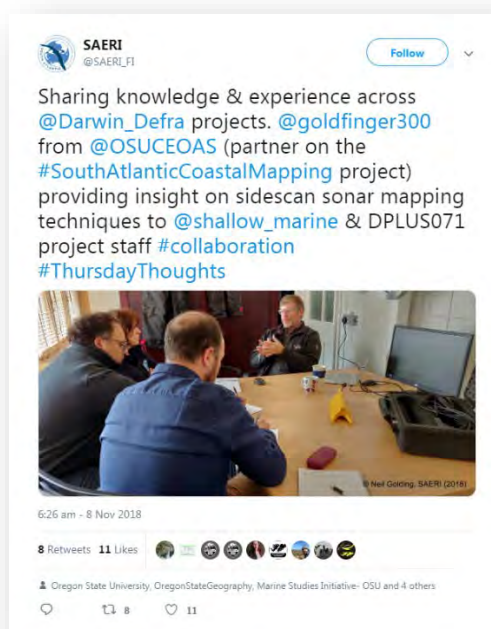 SAERI
@SAERI_FI
Follow
Sharing knowledge & experience across
@Darwin_Defra projects. @goldfinger300
from @OSUCEOAS (partner on the
#SouthAtlanticCoastalMapping project)
providing insight on sidescan sonar mapping
techniques to @shallow_marine & DPLUS071
project staff #collaboration
#ThursdayThoughts
© Neil Golding, SAERI (2018)
6:26 am - 8 Nov 2018
8 Retweets 11 Likes
Oregon State University, OregonStateGeography, Marine Studies Initiative- OSU and 4 others
8 11